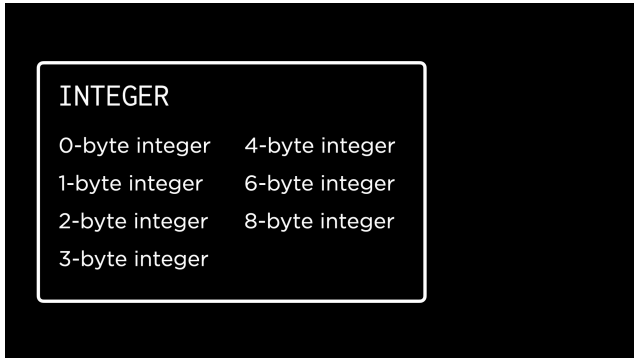 INTEGER
0-byte integer
1-byte integer
2-byte integer
3-byte integer
4-byte integer
6-byte integer
8-byte integer